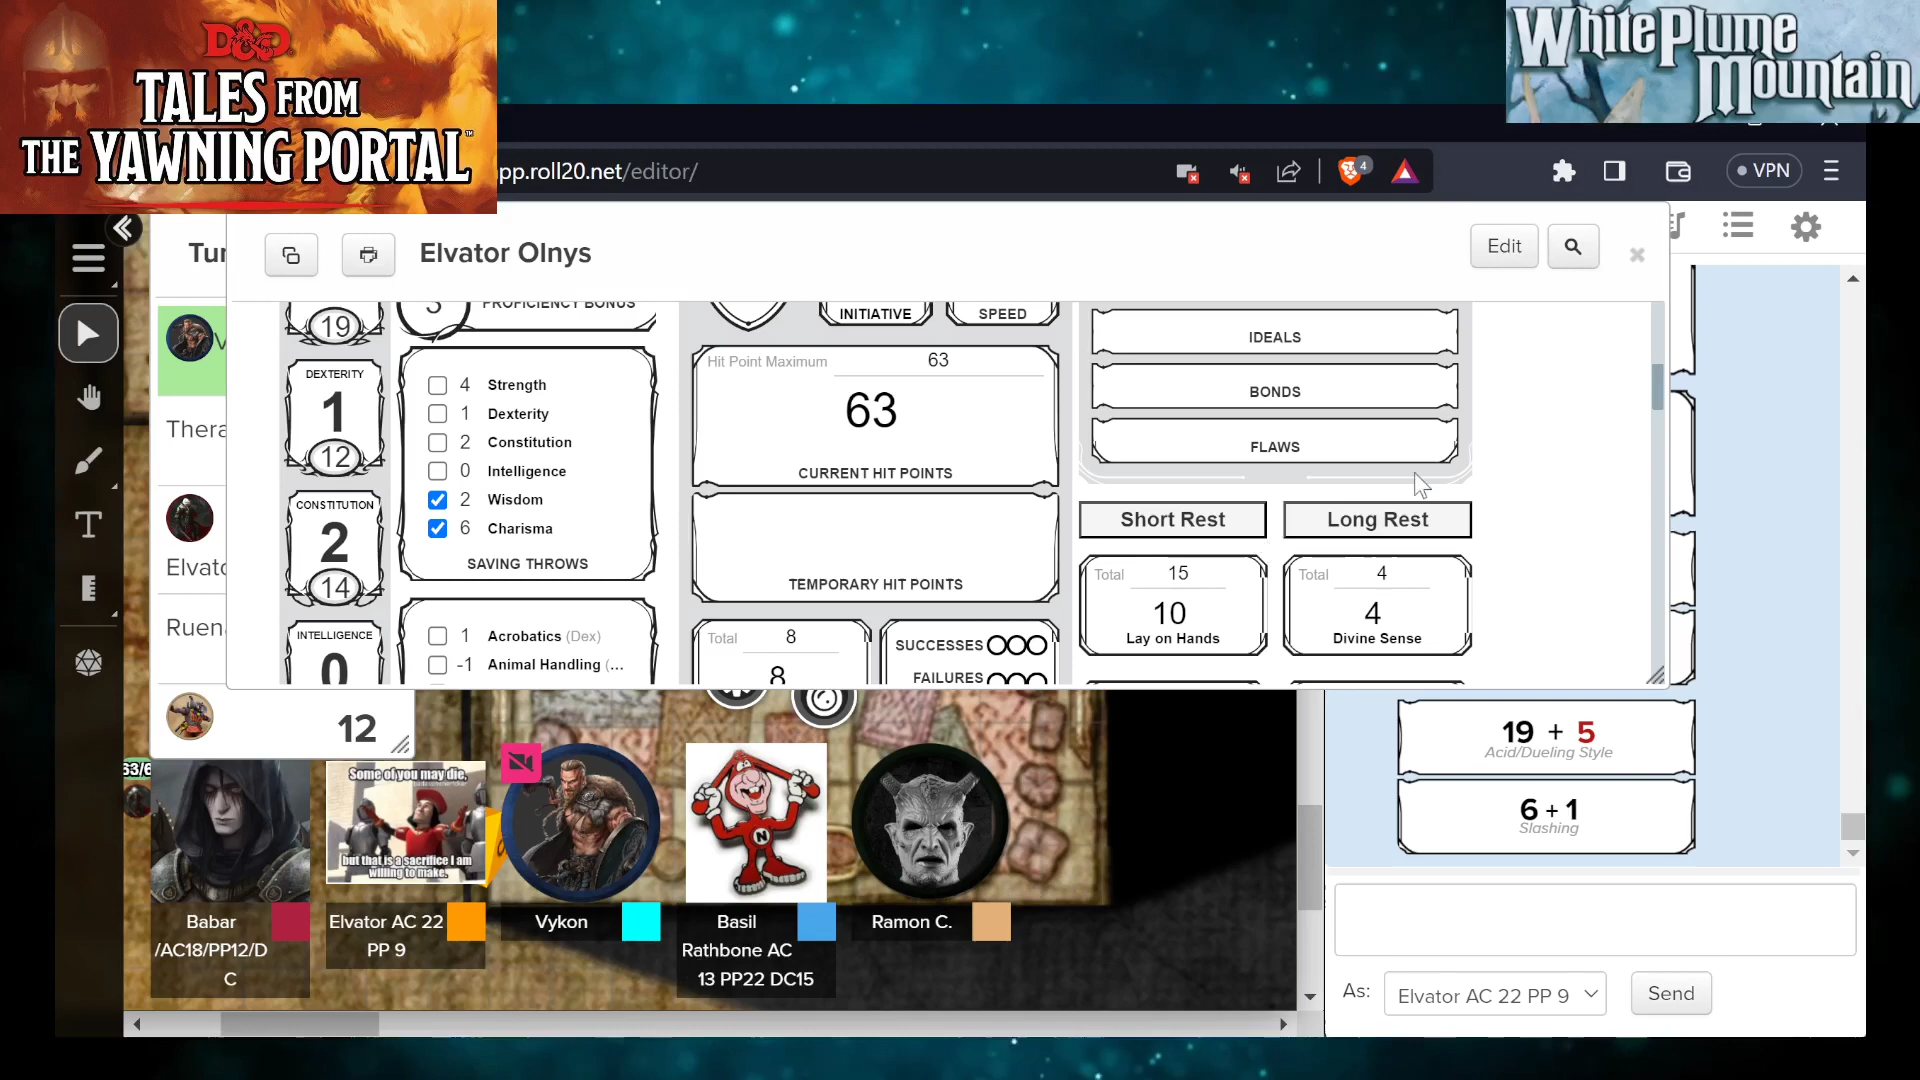 D&D
TALES FROM
THE YAWNING PORTAL™
White Plume
Mountain
pp.roll20.net/editor/
4
VPN
Tur
Elvator Olnys
Edit
19
PROFICIENCY BONUS
INITIATIVE
SPEED
DEXTERITY
1
12
CONSTITUTION
2
14
INTELLIGENCE
0
4 Strength
1 Dexterity
2 Constitution
0 Intelligence
2 Wisdom
6 Charisma
SAVING THROWS
1 Acrobatics (Dex)
-1 Animal Handling (...
Hit Point Maximum 63
63
CURRENT HIT POINTS
TEMPORARY HIT POINTS
Total 8
8
SUCCESSES
FAILURES
IDEALS
BONDS
FLAWS
Short Rest
Long Rest
Total 15
10
Lay on Hands
Total 4
4
Divine Sense
V
Thera
Elvato
Ruen
12
63/6
Some of you may die,
but that is a sacrifice I am
willing to make.
N
Babar
/AC18/PP12/D
C
Elvator AC 22
PP 9
Vykon
Basil
Rathbone AC
13 PP22 DC15
Ramon C.
19 + 5
Acid/Dueling Style
6 + 1
Slashing
As: Elvator AC 22 PP 9
Send